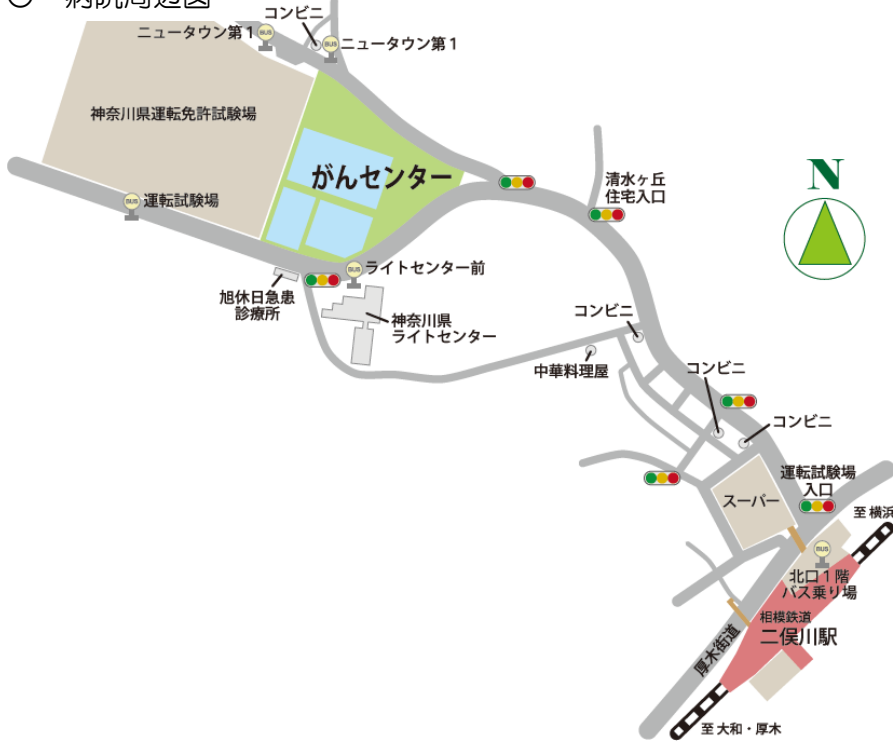 病院周辺図
コンビニ
ニュータウン第1
BUS
BUS
ニュータウン第1
神奈川県運転免許試験場
がんセンター
N
清水ヶ丘
住宅入口
BUS
運転試験場
BUS
ライトセンター前
旭休日急患
診療所
神奈川県
ライトセンター
コンビニ
中華料理屋
コンビニ
コンビニ
運転試験場
入口
スーパー
至 横浜
BUS
北口1階
バス乗り場
相模鉄道
二俣川駅
厚木街道
至 大和・厚木